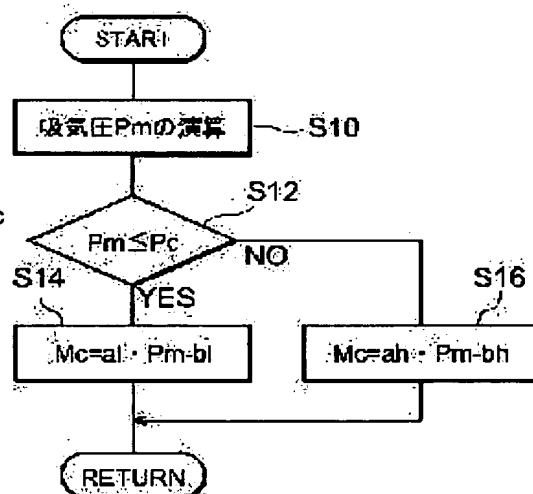 START
吸気圧Pmの演算
S10
S12
c
Pm≦Pc
NO
S14
YES
S16
Mc=al・Pm-bl
Mc=ah・Pm-bh
RETURN